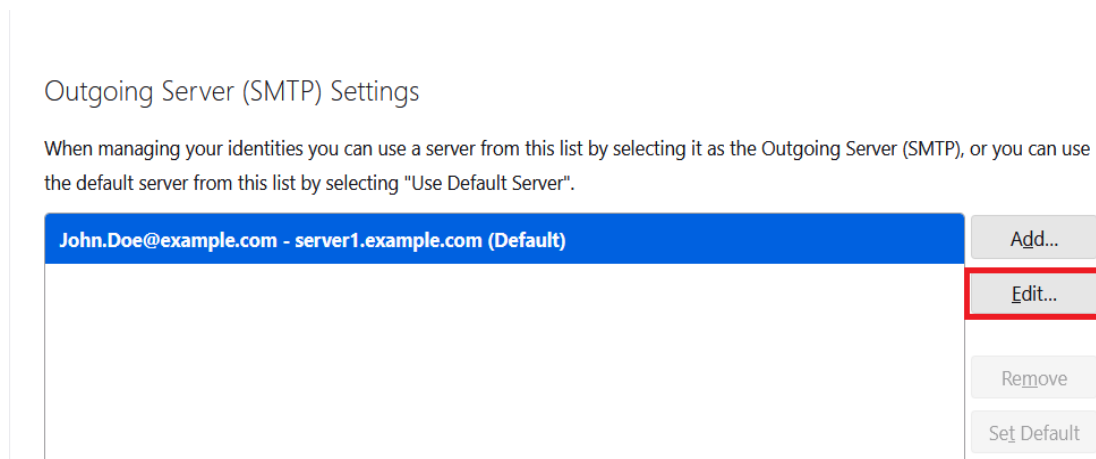 Outgoing Server (SMTP) Settings
When managing your identities you can use a server from this list by selecting it as the Outgoing Server (SMTP), or you can use
the default server from this list by selecting "Use Default Server".
John.Doe@example.com - server1.example.com (Default)
Add...
Edit...
Remove
Set Default